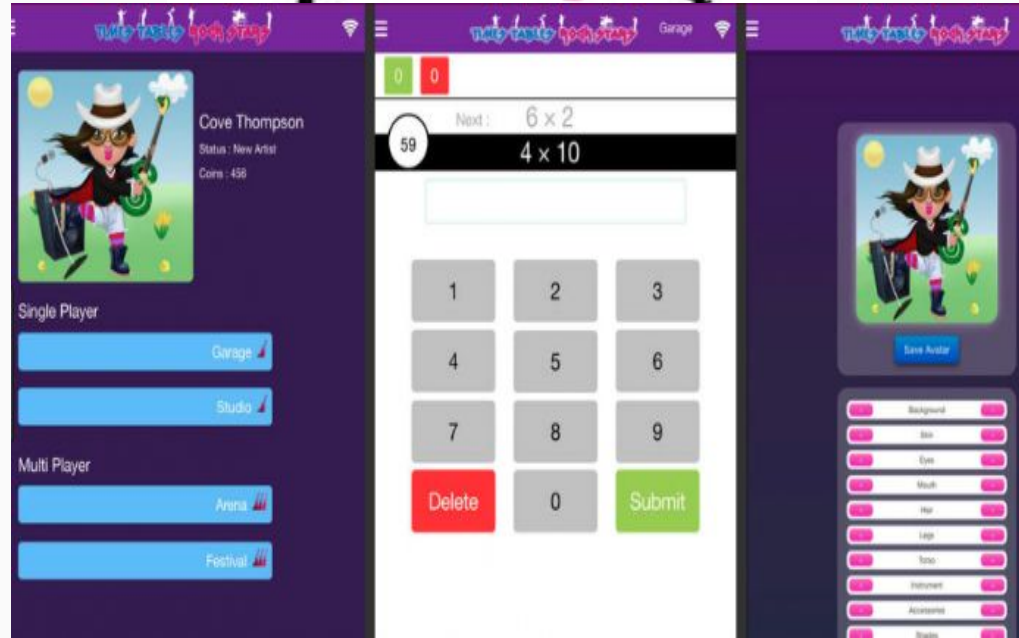 TIMES TABLES ROCK STARS
Cove Thompson
Status : New Artist
Coins : 456
Single Player
Garage
Studio
Multi Player
Arena
Festival
TIMES TABLES ROCK STARS
Garage
0 0
Next : 6 × 2
59
4 × 10
1 2 3
4 5 6
7 8 9
Delete 0 Submit
TIMES TABLES ROCK STARS
Save Avatar
Background
Skin
Eyes
Mouth
Hair
Legs
Torso
Instrument
Accessories
Shades